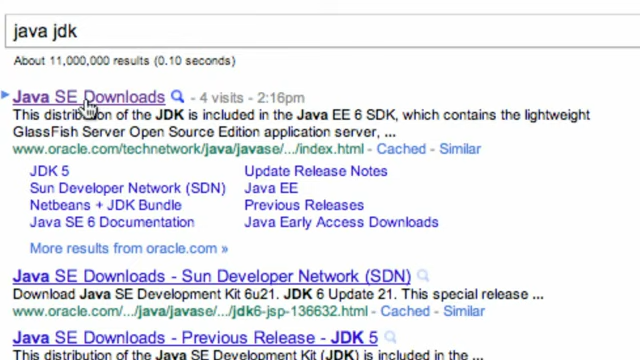 java jdk
About 11,000,000 results (0.10 seconds)
Java SE Downloads - 4 visits - 2:16pm
This distribution of the JDK is included in the Java EE 6 SDK, which contains the lightweight
GlassFish Server Open Source Edition application server, ...
www.oracle.com/technetwork/java/javase/.../index.html - Cached - Similar
JDK 5 Update Release Notes
Sun Developer Network (SDN) Java EE
Netbeans + JDK Bundle Previous Releases
Java SE 6 Documentation Java Early Access Downloads
More results from oracle.com »
Java SE Downloads - Sun Developer Network (SDN)
Download Java SE Development Kit 6u21. JDK 6 Update 21. This special release ...
www.oracle.com/.../java/javase/.../jdk6-jsp-136632.html - Cached - Similar
Java SE Downloads - Previous Release - JDK 5
This distribution of the Java SE Development Kit (JDK) is included in the ...